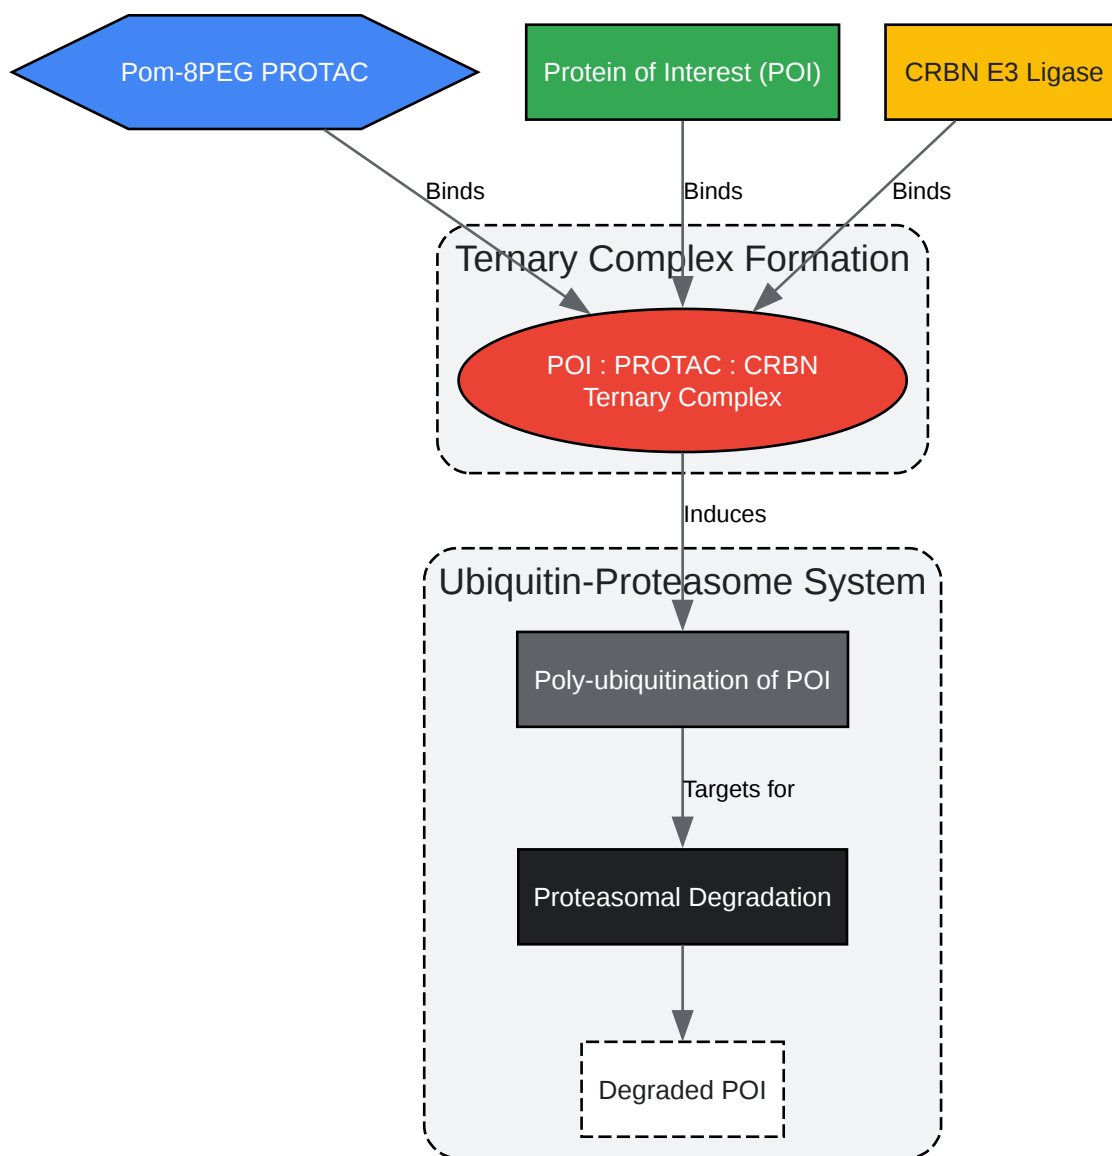 Pom-8PEG PROTAC
Protein of Interest (POI)
CRBN E3 Ligase
Binds
Binds
Binds
Ternary Complex Formation
POI : PROTAC : CRBN
Ternary Complex
Induces
Ubiquitin-Proteasome System
Poly-ubiquitination of POI
Targets for
Proteasomal Degradation
Degraded POI